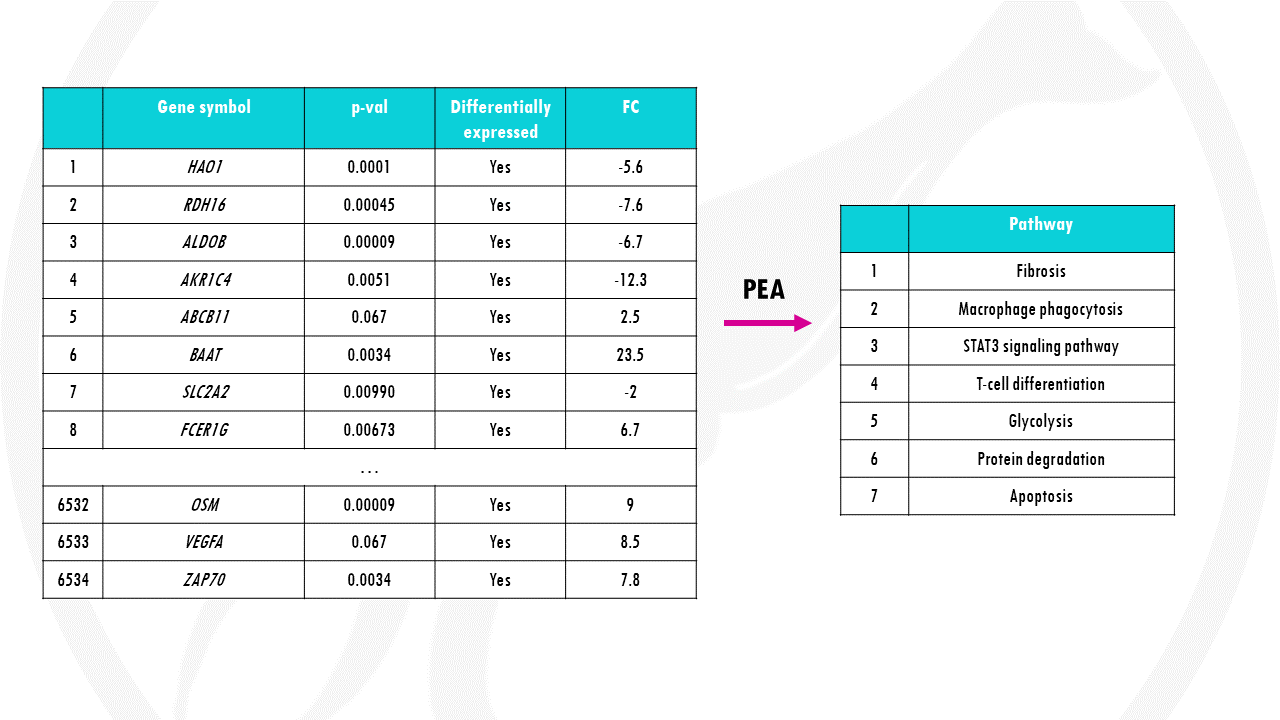 Gene symbol p-val Differentially expressed FC
1 HAO1 0.0001 Yes -5.6
2 RDH16 0.00045 Yes -7.6
3 ALDOB 0.00009 Yes -6.7
4 AKR1C4 0.0051 Yes -12.3
5 ABCB11 0.067 Yes 2.5
6 BAAT 0.0034 Yes 23.5
7 SLC2A2 0.00990 Yes -2
8 FCER1G 0.00673 Yes 6.7
...
6532 OSM 0.00009 Yes 9
6533 VEGFA 0.067 Yes 8.5
6534 ZAP70 0.0034 Yes 7.8
PEA
Pathway
1 Fibrosis
2 Macrophage phagocytosis
3 STAT3 signaling pathway
4 T-cell differentiation
5 Glycolysis
6 Protein degradation
7 Apoptosis